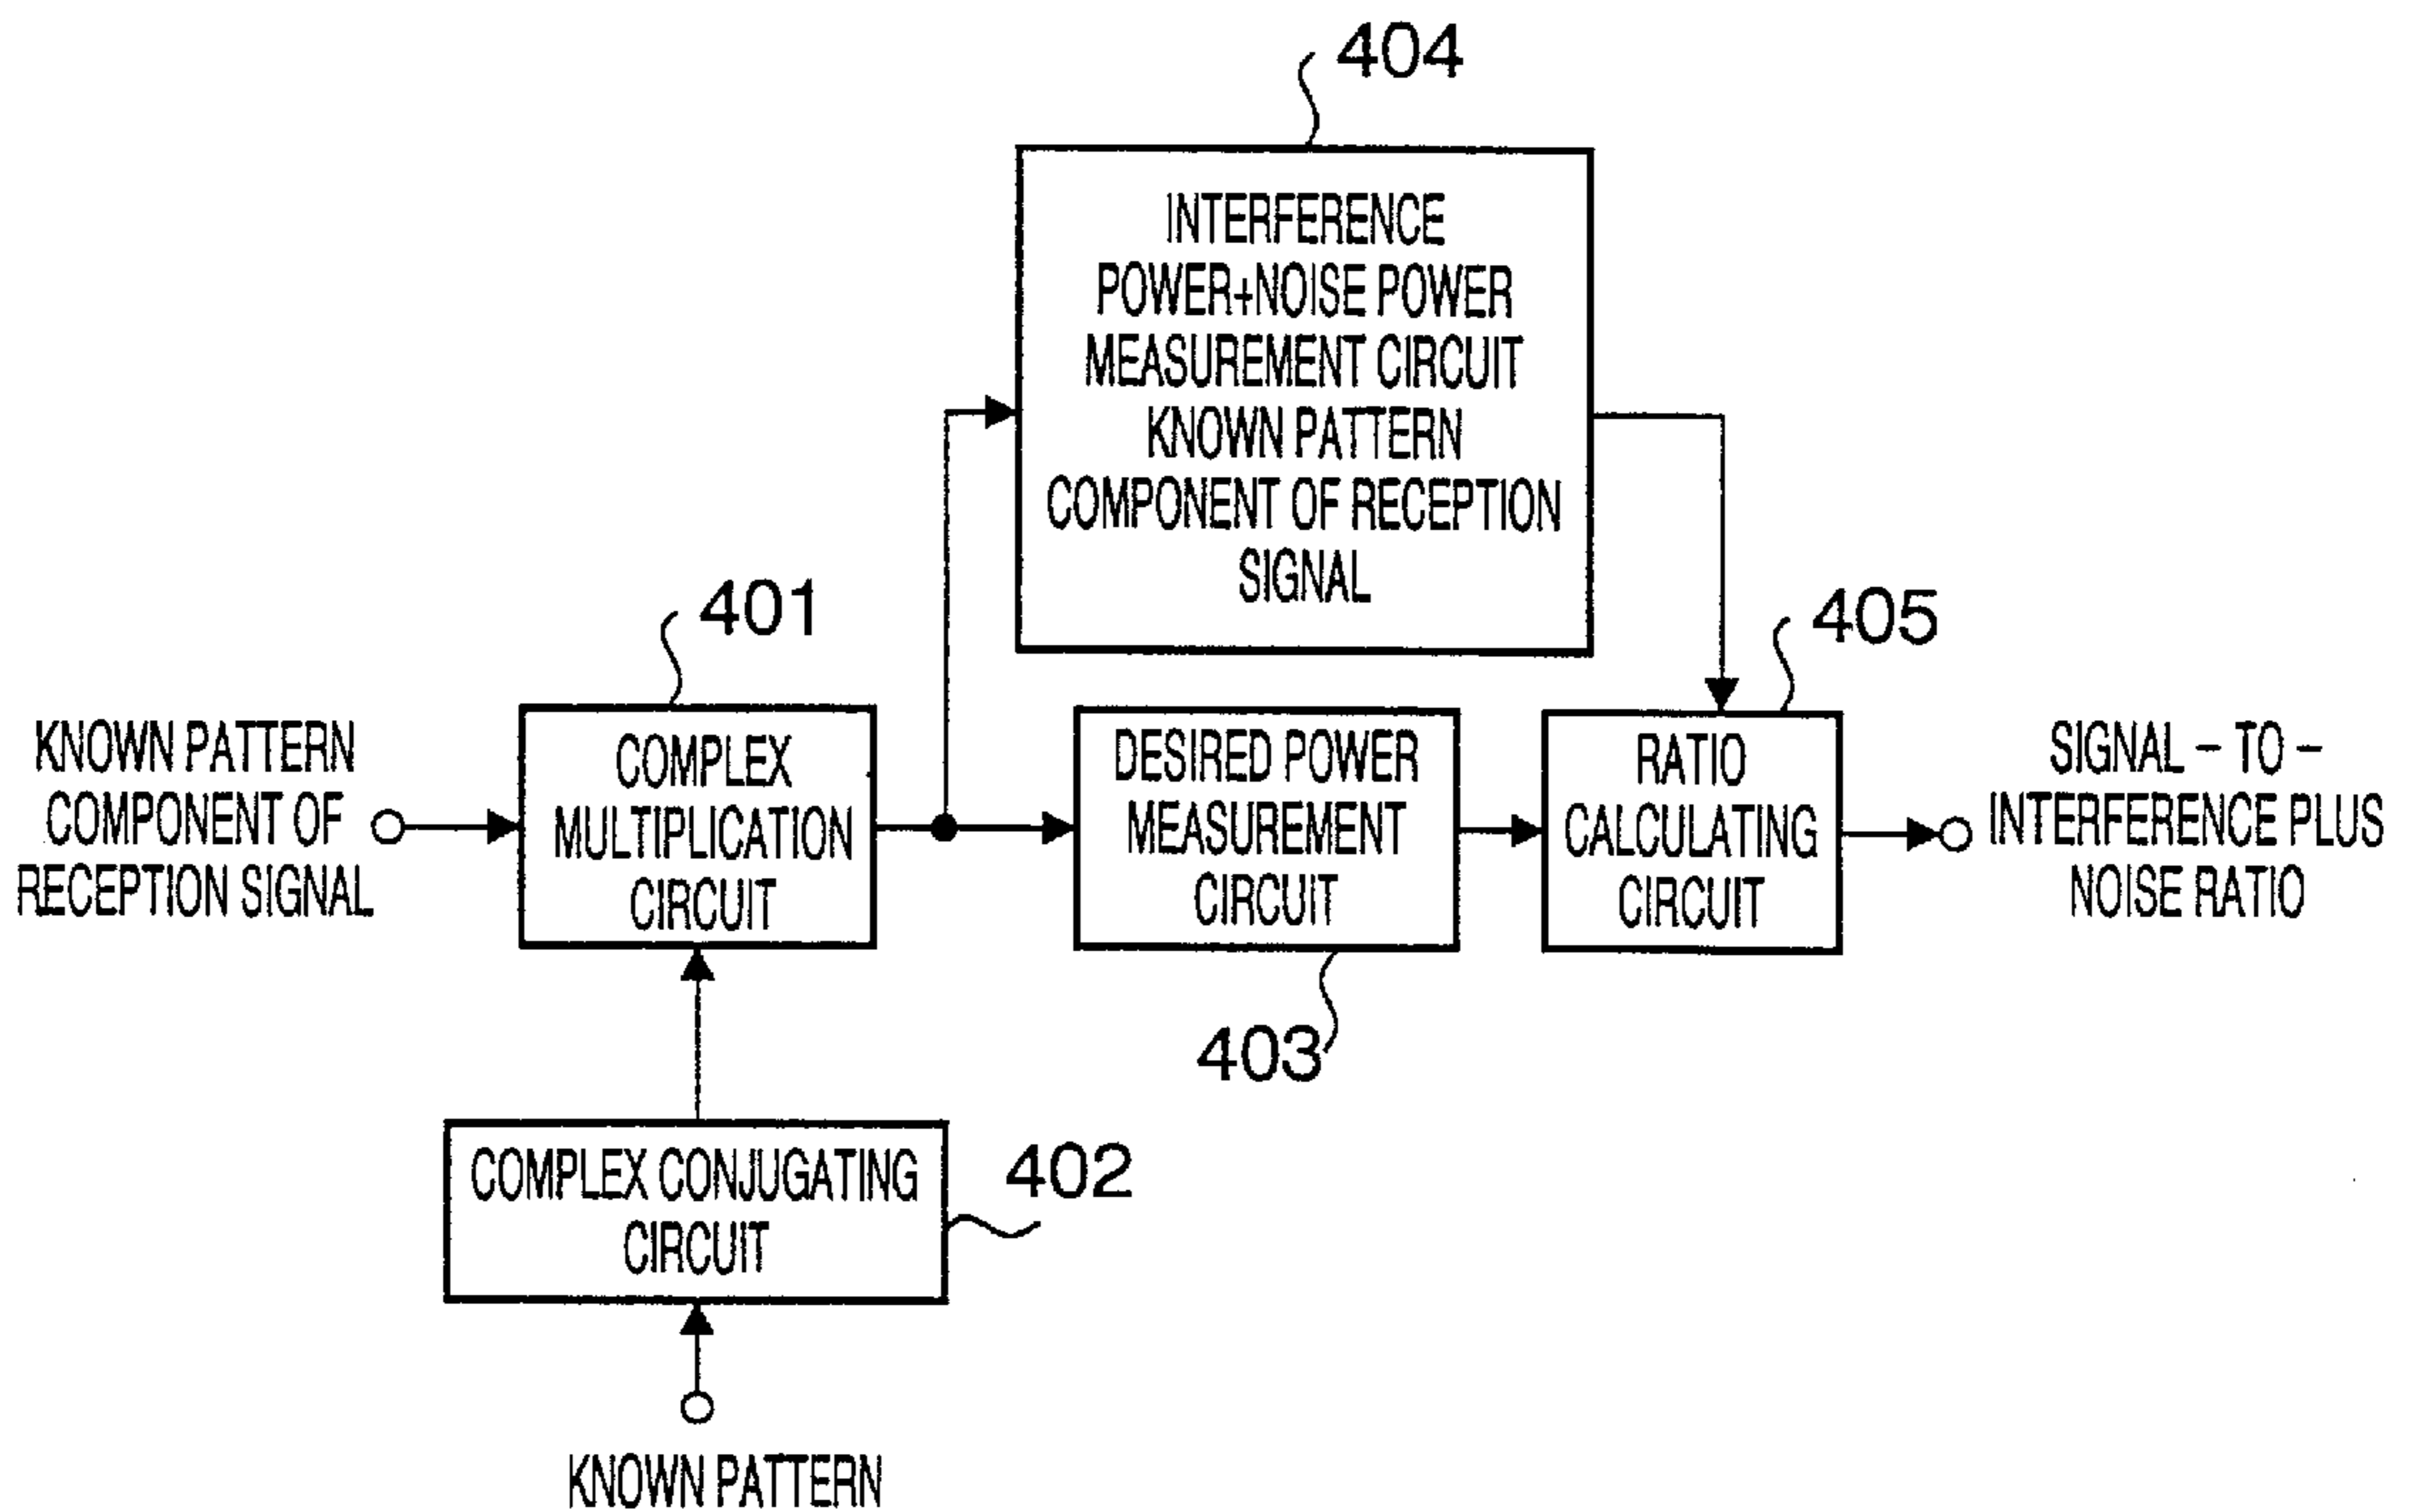 404
INTERFERENCE
POWER+NOISE POWER
MEASUREMENT CIRCUIT
KNOWN PATTERN
COMPONENT OF RECEPTION
SIGNAL
401
405
KNOWN PATTERN
COMPONENT OF
RECEPTION SIGNAL
COMPLEX
MULTIPLICATION
CIRCUIT
DESIRED POWER
MEASUREMENT
CIRCUIT
RATIO
CALCULATING
CIRCUIT
SIGNAL – TO –
INTERFERENCE PLUS
NOISE RATIO
403
COMPLEX CONJUGATING
CIRCUIT
402
KNOWN PATTERN